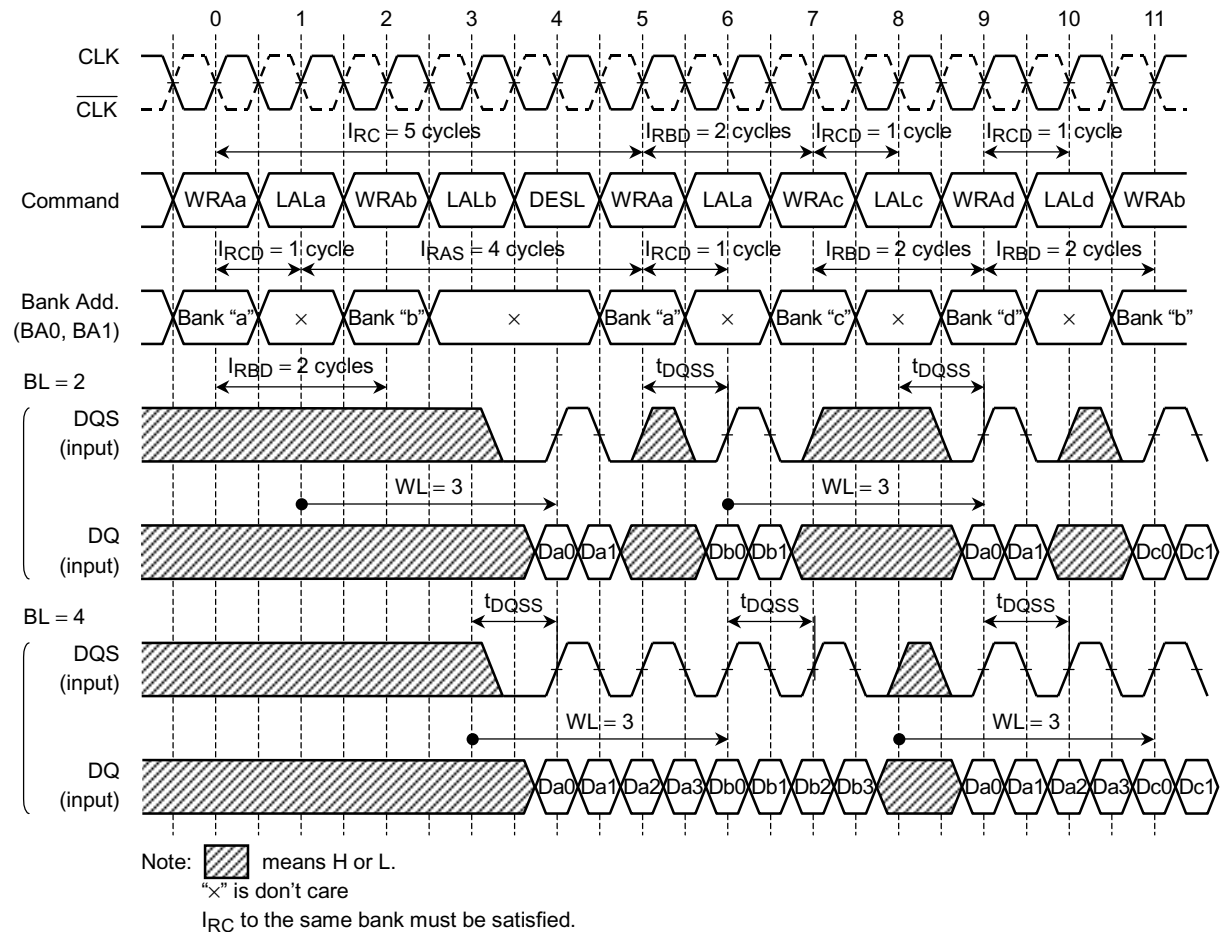 0 1 2 3 4 5 6 7 8 9 10 11
CLK
CLK
IRC = 5 cycles IRBD = 2 cycles IRCD = 1 cycle IRCD = 1 cycle
Command WRAa LALa WRAb LALb DESL WRAa LALa WRAc LALc WRAd LALd WRAb
IRCD = 1 cycle IRAS = 4 cycles IRCD = 1 cycle IRBD = 2 cycles IRBD = 2 cycles
Bank Add.
(BA0, BA1)
Bank “a” × Bank “b” × Bank “a” × Bank “c” × Bank “d” × Bank “b”
IRBD = 2 cycles tDQSS tDQSS
BL = 2
DQS
(input)
WL = 3 WL = 3
DQ
(input)
Da0 Da1 Db0 Db1 Da0 Da1 Dc0 Dc1
tDQSS tDQSS tDQSS
BL = 4
DQS
(input)
WL = 3 WL = 3
DQ
(input)
Da0 Da1 Da2 Da3 Db0 Db1 Db2 Db3 Da0 Da1 Da2 Da3 Dc0 Dc1
Note: means H or L.
“×” is don’t care
IRC to the same bank must be satisfied.